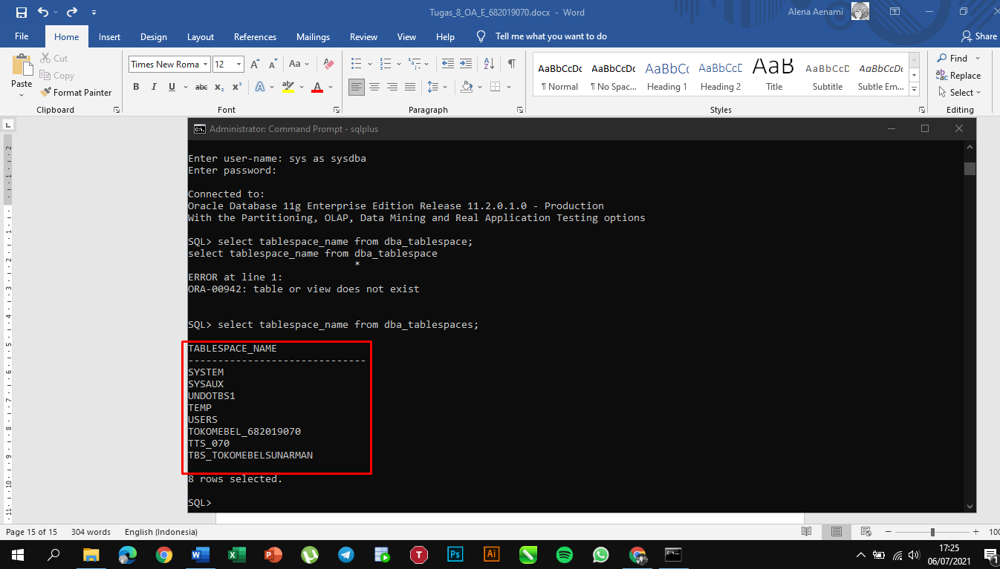 Tugas_8_OA_E_682019070.docx - Word
Alena Aenami
File Home Insert Design Layout References Mailings Review View Help Tell me what you want to do
Share
Paste
Cut
Copy
Format Painter
Clipboard
Times New Roma 12
Aa
B I U abc x₂ x²
A
Font
Paragraph
AaBbCcDc AaBbCcDc AaBbCc AaBbCcD AaB AaBbCcD AaBbCcDc
¶ Normal ¶ No Spac... Heading 1 Heading 2 Title Subtitle Subtle Em...
Styles
Find
Replace
Select
Editing
Administrator: Command Prompt - sqlplus
Enter user-name: sys as sysdba
Enter password:
Connected to:
Oracle Database 11g Enterprise Edition Release 11.2.0.1.0 - Production
With the Partitioning, OLAP, Data Mining and Real Application Testing options
SQL> select tablespace_name from dba_tablespace;
select tablespace_name from dba_tablespace
*
ERROR at line 1:
ORA-00942: table or view does not exist
SQL> select tablespace_name from dba_tablespaces;
TABLESPACE_NAME
------------------------------
SYSTEM
SYSAUX
UNDOTBS1
TEMP
USERS
TOKOMEBEL_682019070
TTS_070
TBS_TOKOMEBELSUNARMAN
8 rows selected.
SQL>
Page 15 of 15 304 words English (Indonesia)
17:25
06/07/2021